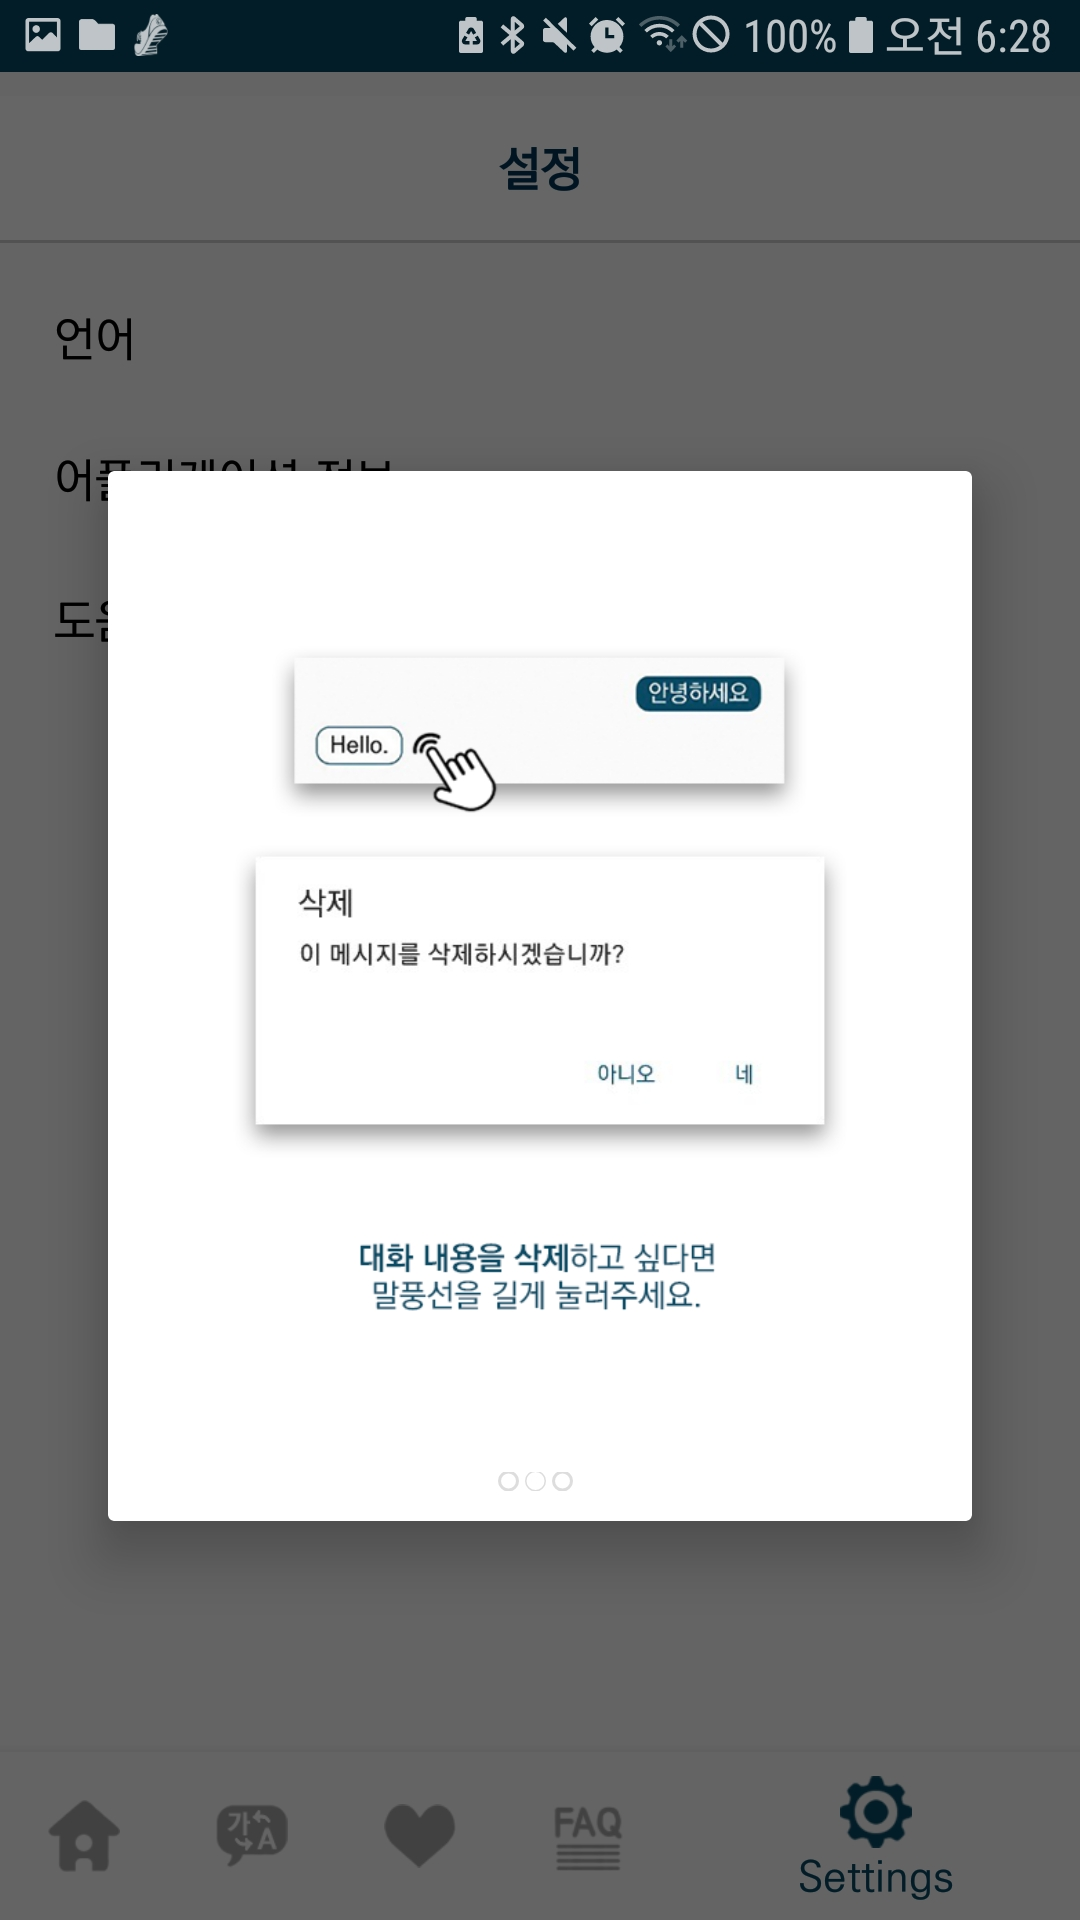 100% 오전 6:28
설정
언어
안녕하세요
Hello.
삭제
이 메시지를 삭제하시겠습니까?
아니오 네
대화 내용을 삭제하고 싶다면
말풍선을 길게 눌러주세요.
가 A
FAQ
Settings